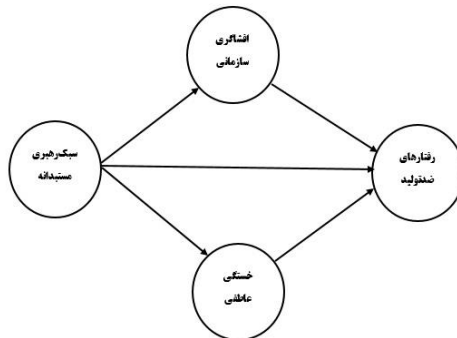 افشاگری
سازمانی
سبک‌رهبری
مستبدانه
رفتارهای
ضدتولید
خستگی
عاطفی